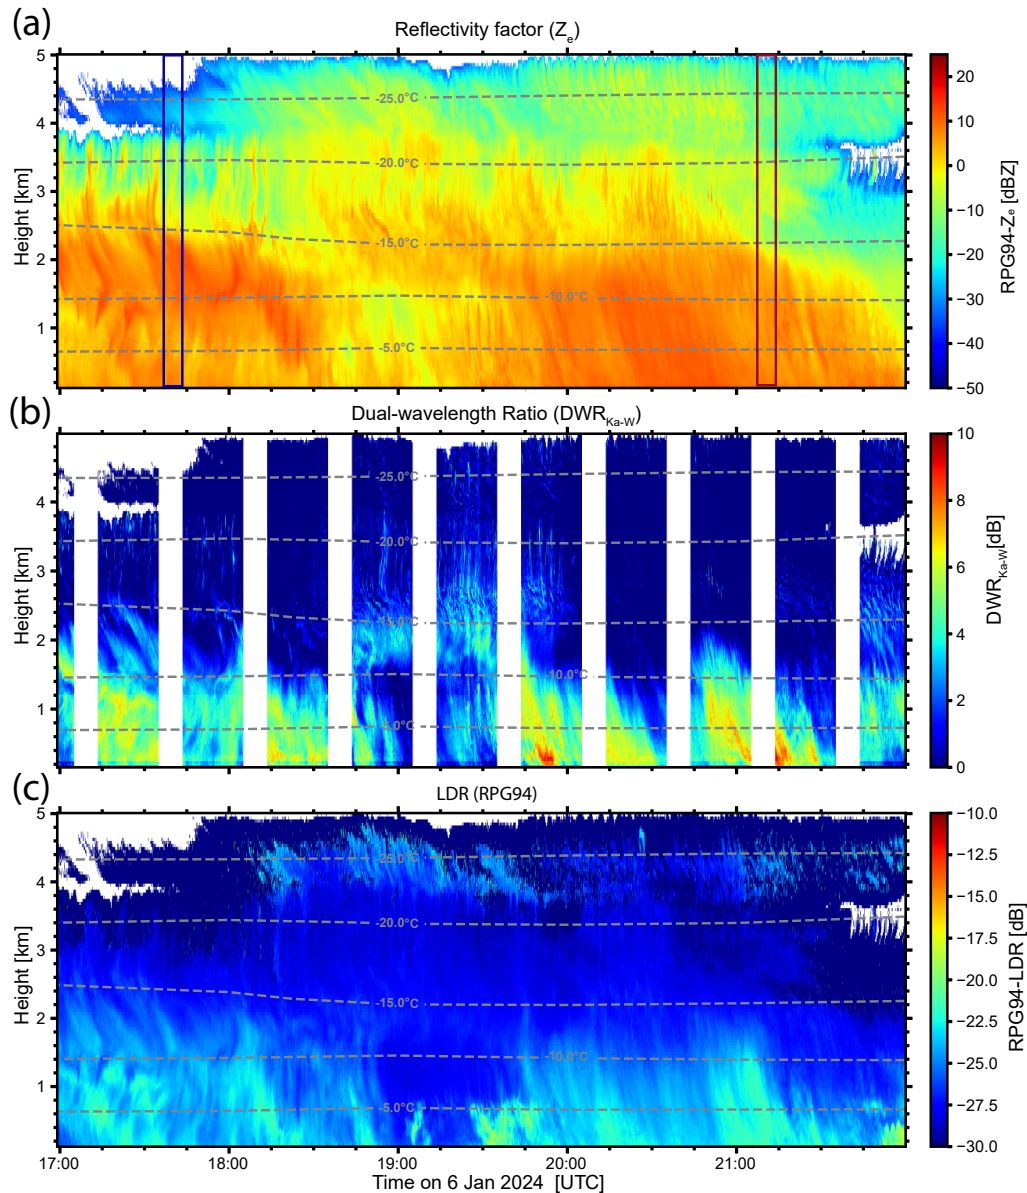 (a)
Reflectivity factor (Zₑ)
5
4
3
2
1
Height [km]
-25.0°C
-20.0°C
-15.0°C
-10.0°C
-5.0°C
20
10
0
−10
−20
−30
−40
−50
RPG94-Zₑ [dBZ]
(b)
Dual-wavelength Ratio (DWR Ka-W)
4
3
2
1
Height [km]
-25.0°C
-20.0°C
-15.0°C
-10.0°C
-5.0°C
10
8
6
4
2
0
DWR Ka-W[dB]
(c)
LDR (RPG94)
5
4
3
2
1
Height [km]
-25.0°C
-20.0°C
-15.0°C
-10.0°C
-5.0°C
−10.0
−12.5
−15.0
−17.5
−20.0
−22.5
−25.0
−27.5
−30.0
RPG94-LDR [dB]
17:00 18:00 19:00 20:00 21:00
Time on 6 Jan 2024 [UTC]